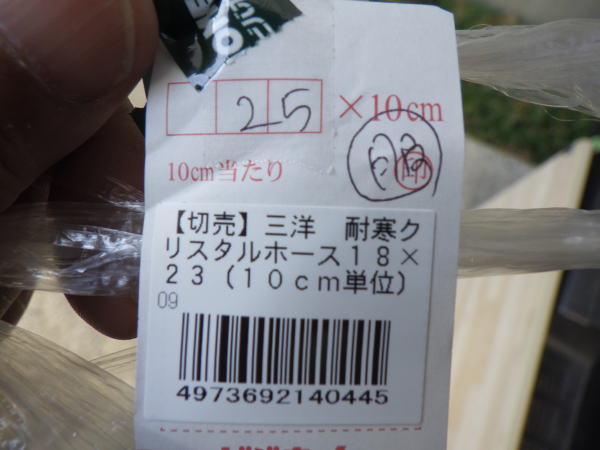 25 ×10cm
印
10cm当たり
【切売】三洋 耐寒ク
リスタルホース18×
23(10cm単位)
09
4973692140445